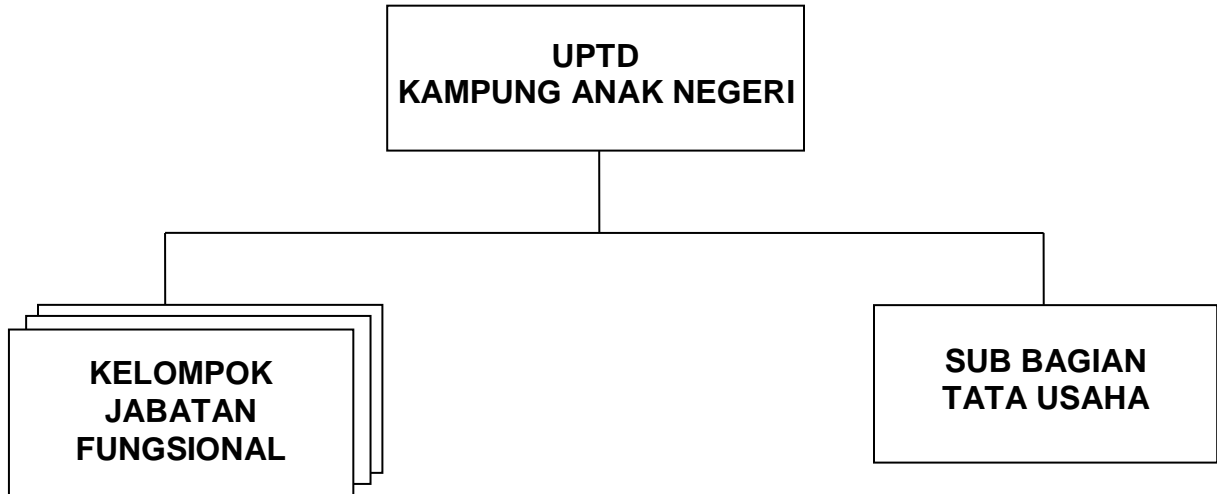 UPTD
KAMPUNG ANAK NEGERI
KELOMPOK
JABATAN
FUNGSIONAL
SUB BAGIAN
TATA USAHA